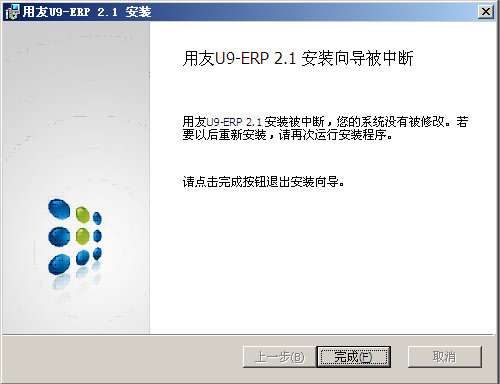 用友U9-ERP 2.1 安装
用友U9-ERP 2.1 安装向导被中断
用友U9-ERP 2.1 安装被中断，您的系统没有被修改。若
要以后重新安装，请再次运行安装程序。
请点击完成按钮退出安装向导。
上一步(B) 完成(F) 取消